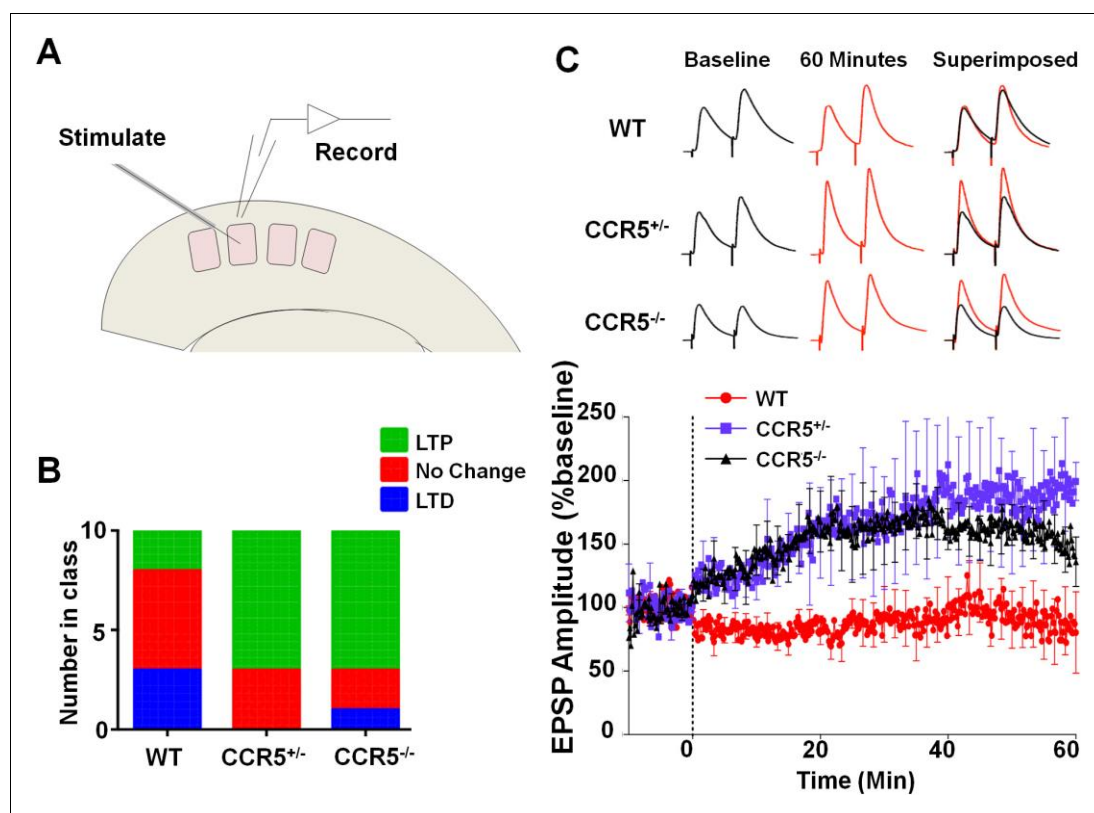 A
Stimulate
Record
B
LTP
No Change
LTD
Number in class
10
5
0
WT
CCR5+/-
CCR5-/-
C
Baseline 60 Minutes Superimposed
WT
CCR5+/-
CCR5-/-
EPSP Amplitude (%baseline)
WT
CCR5+/-
CCR5-/-
250
200
150
100
50
0
0 20 40 60
Time (Min)